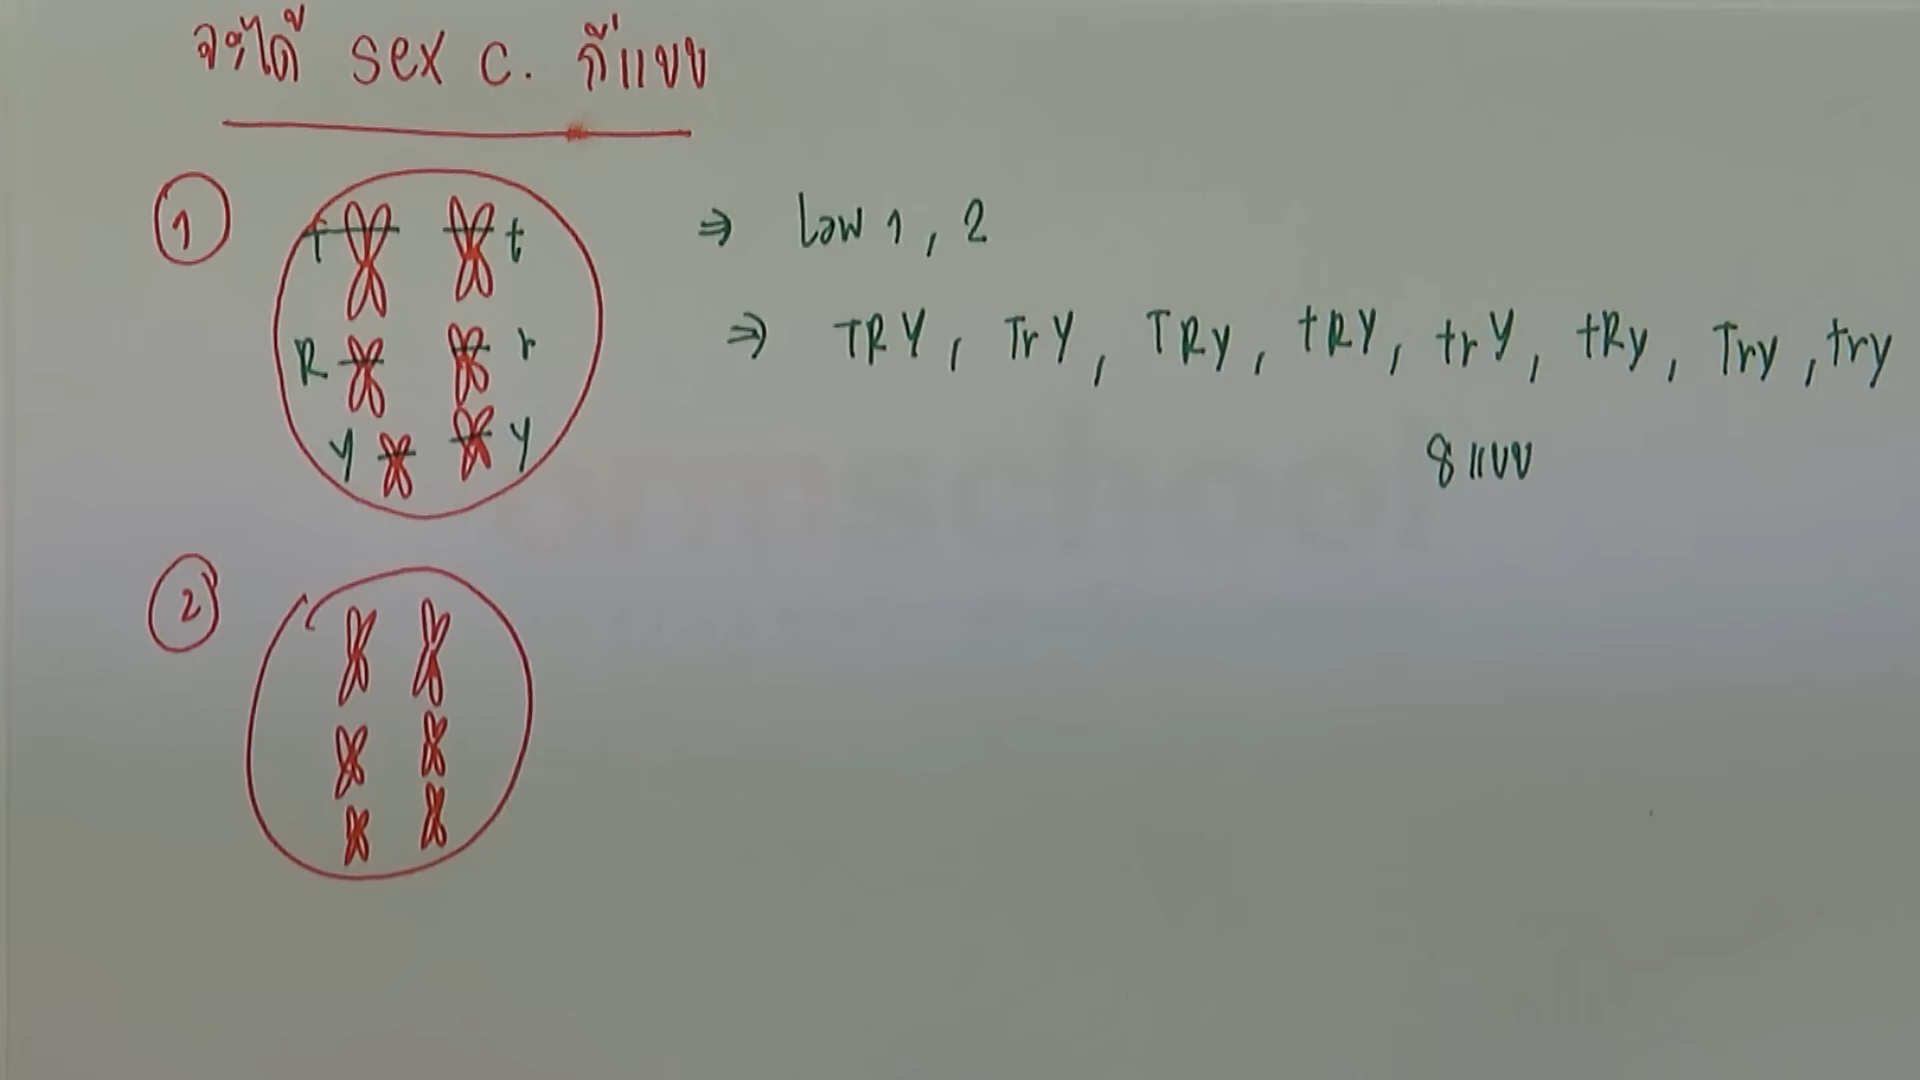 จะได้ sex c. กี่แบบ
1
T t
R r
Y y
⇒ Law 1, 2
⇒ TRY, TrY, TRy, tRY, trY, tRy, Try, try
8 แบบ
2